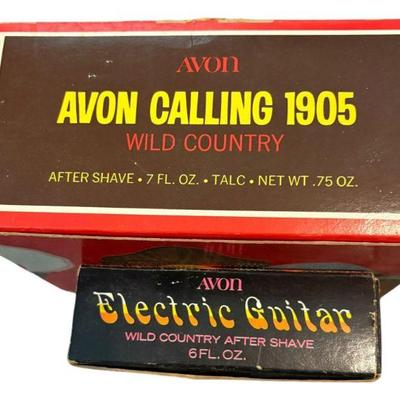 AVON
AVON CALLING 1905
WILD COUNTRY
AFTER SHAVE • 7 FL. OZ. • TALC • NET WT .75 OZ.
AVON
Electric Guitar
WILD COUNTRY AFTER SHAVE
6 FL. OZ.